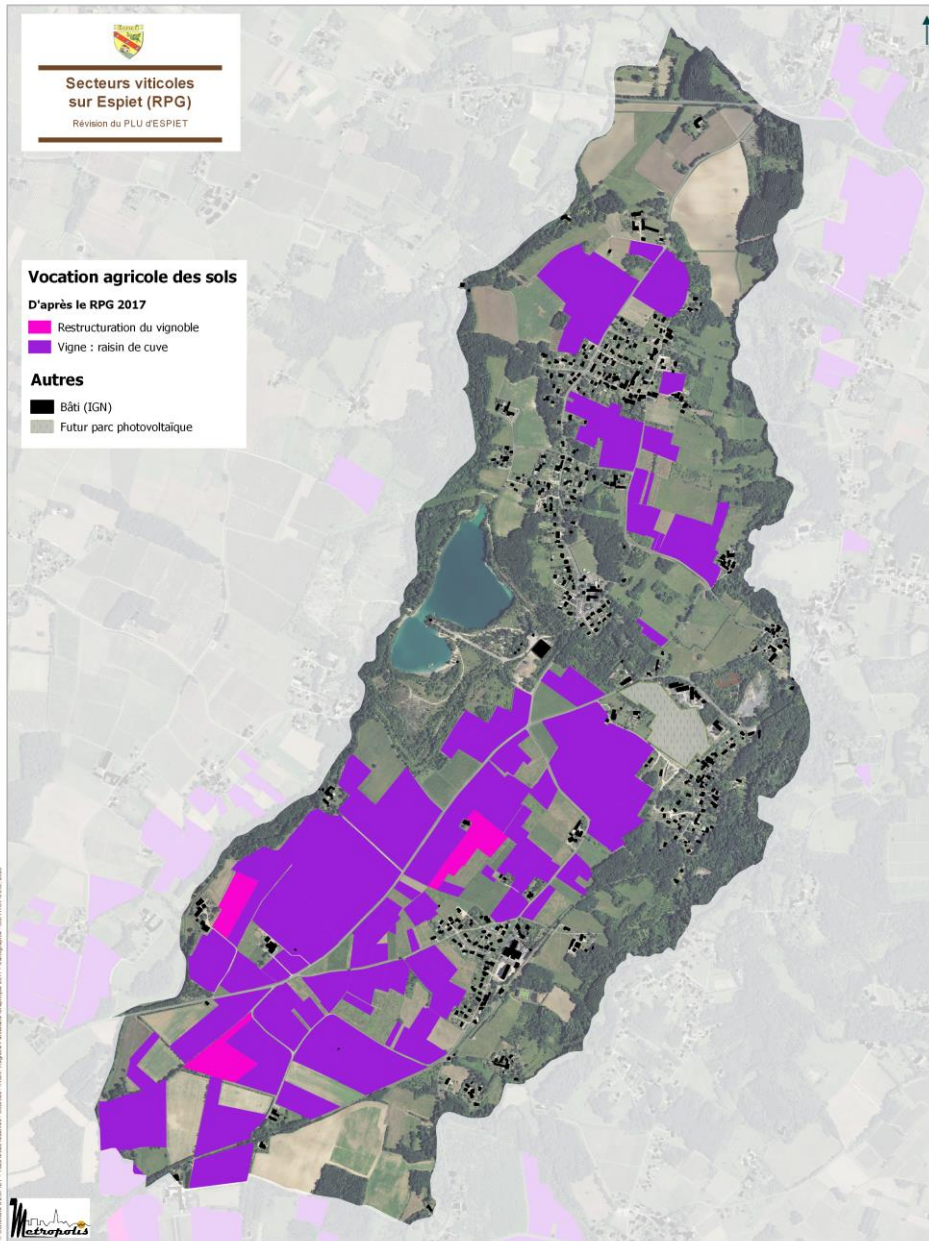 Secteurs viticoles
sur Espiet (RPG)
Révision du PLU d'ESPIET
Vocation agricole des sols
D'après le RPG 2017
Restructuration du vignoble
Vigne : raisin de cuve
Autres
Bâti (IGN)
Futur parc photovoltaïque
Metropolis